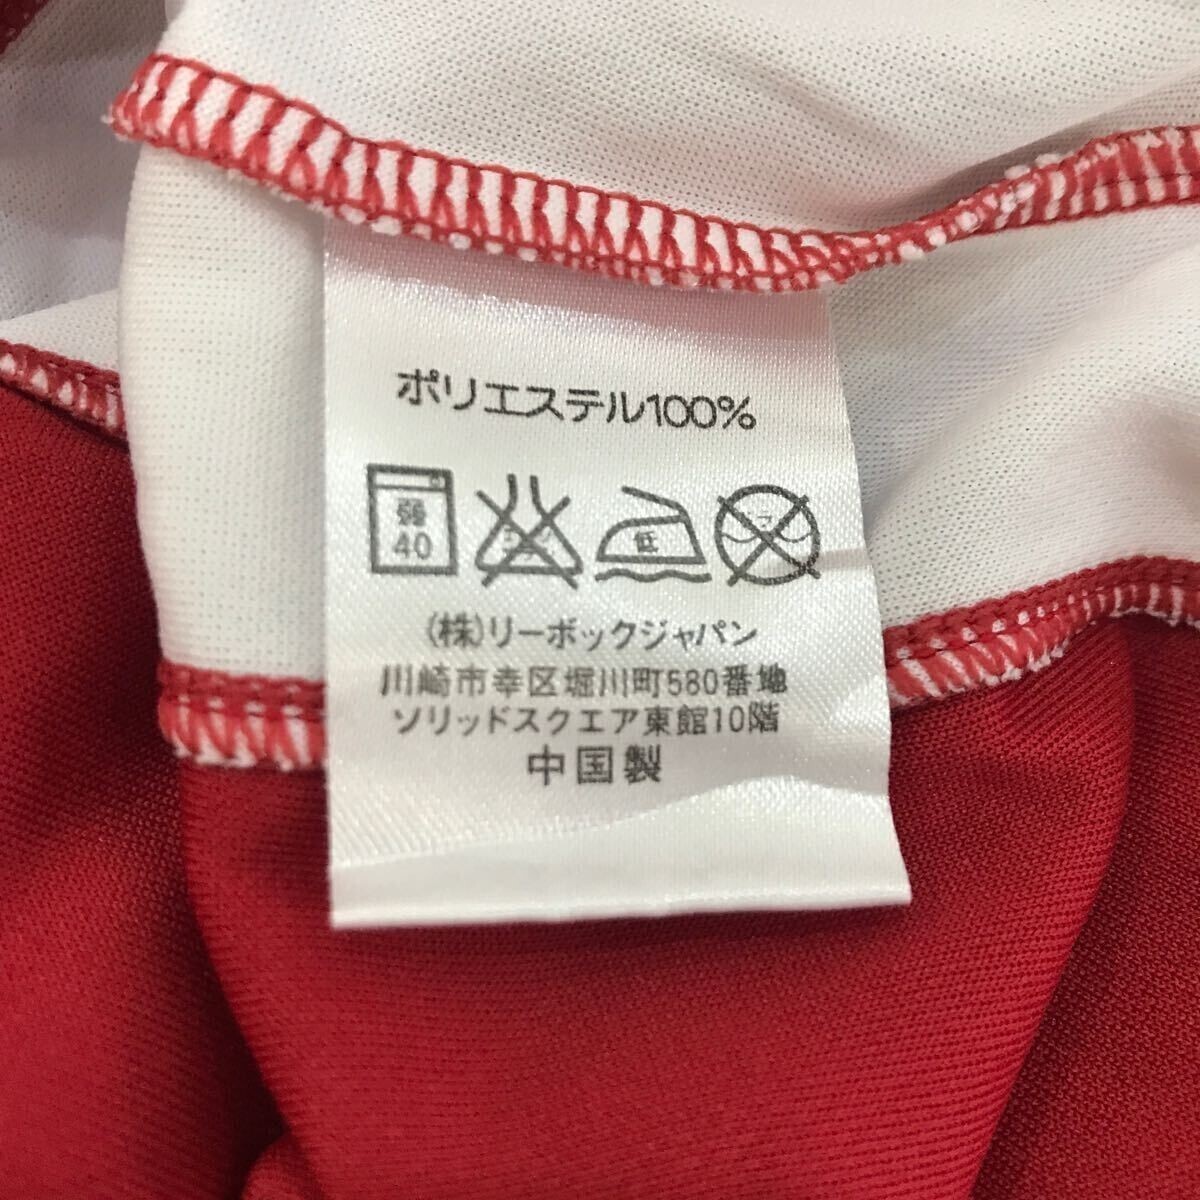 ポリエステル100%
弱
40
低
(株)リーボックジャパン
川崎市幸区堀川町580番地
ソリッドスクエア東館10階
中国製